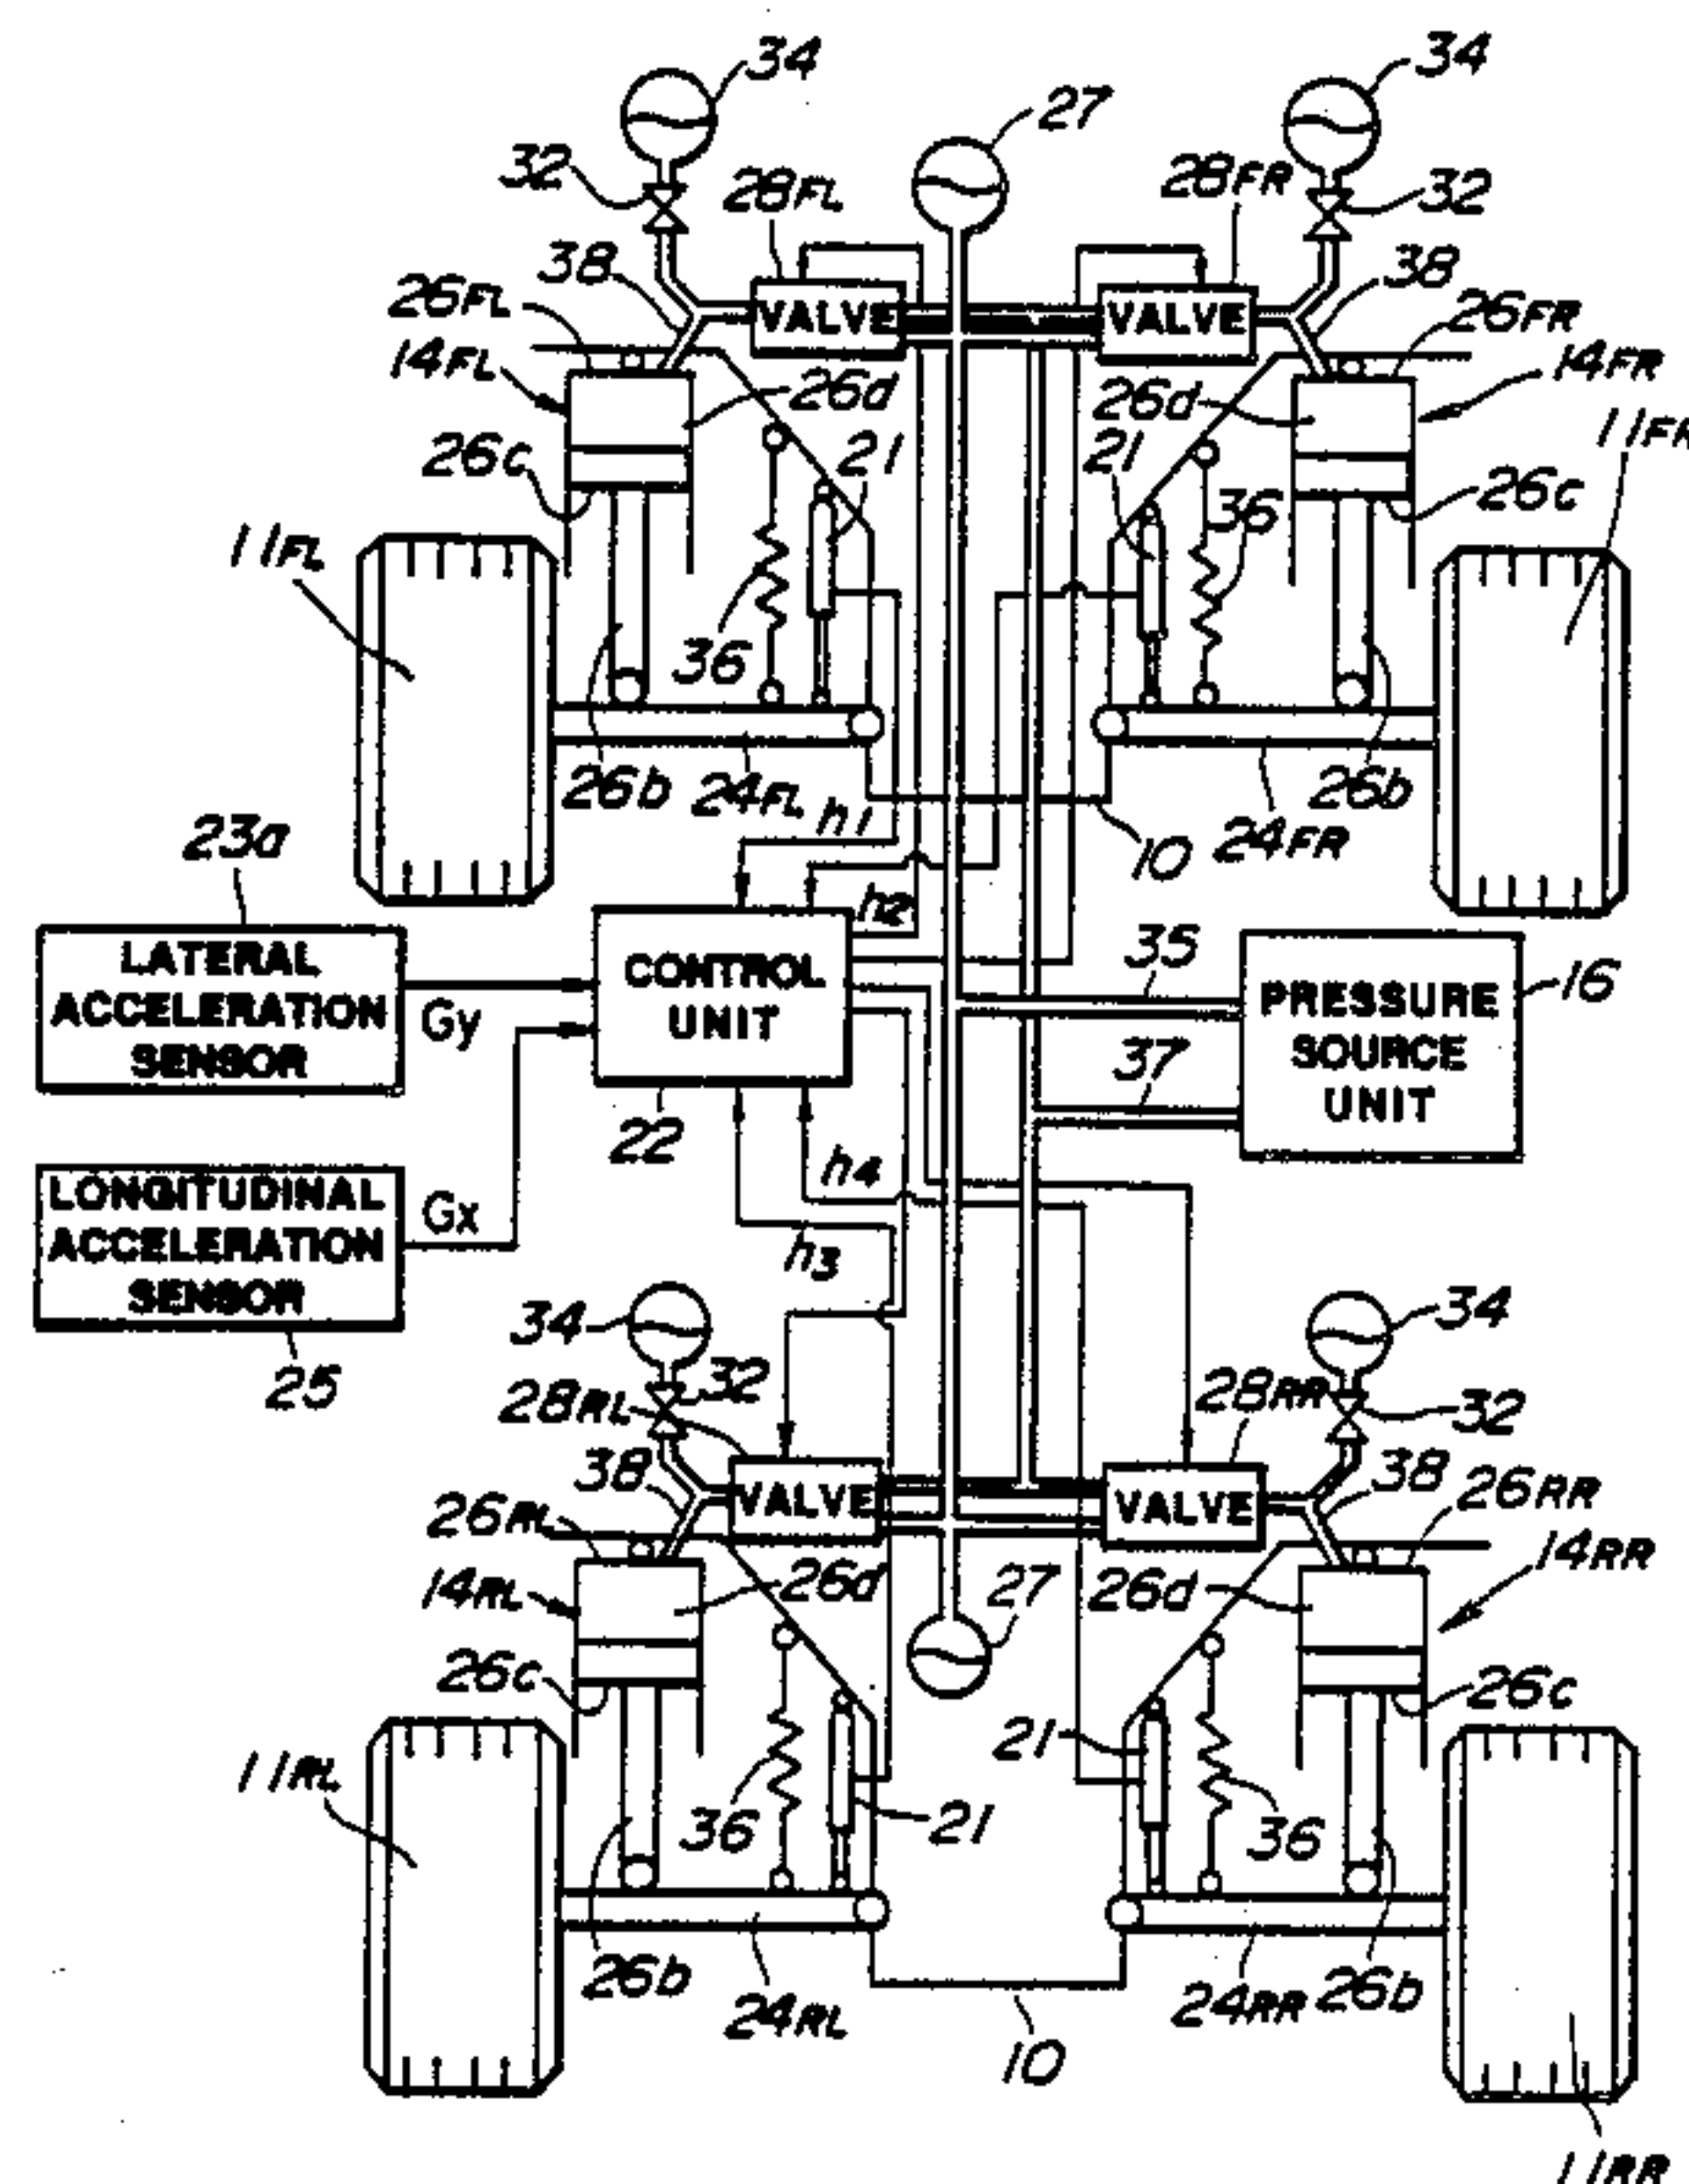 34
34
27
32
28FL
28FR
32
38
38
26FL
VALVE
VALVE
26FR
14FL
14FR
26d
26d
11FR
26c
21
21
26c
36
11FL
36
26b
24FL
26b
h1
10
24FR
23a
h2
LATERAL
ACCELERATION
SENSOR
Gy
CONTROL
UNIT
35
PRESSURE
SOURCE
UNIT
16
37
22
h4
LONGITUDINAL
ACCELERATION
SENSOR
Gx
h3
34
34
25
32
28RL
28RR
32
38
38
26RL
VALVE
VALVE
26RR
14RL
26d
27
26d
14RR
26c
26c
21
11RL
36
21
36
26b
24RL
24RR
26b
10
11RR